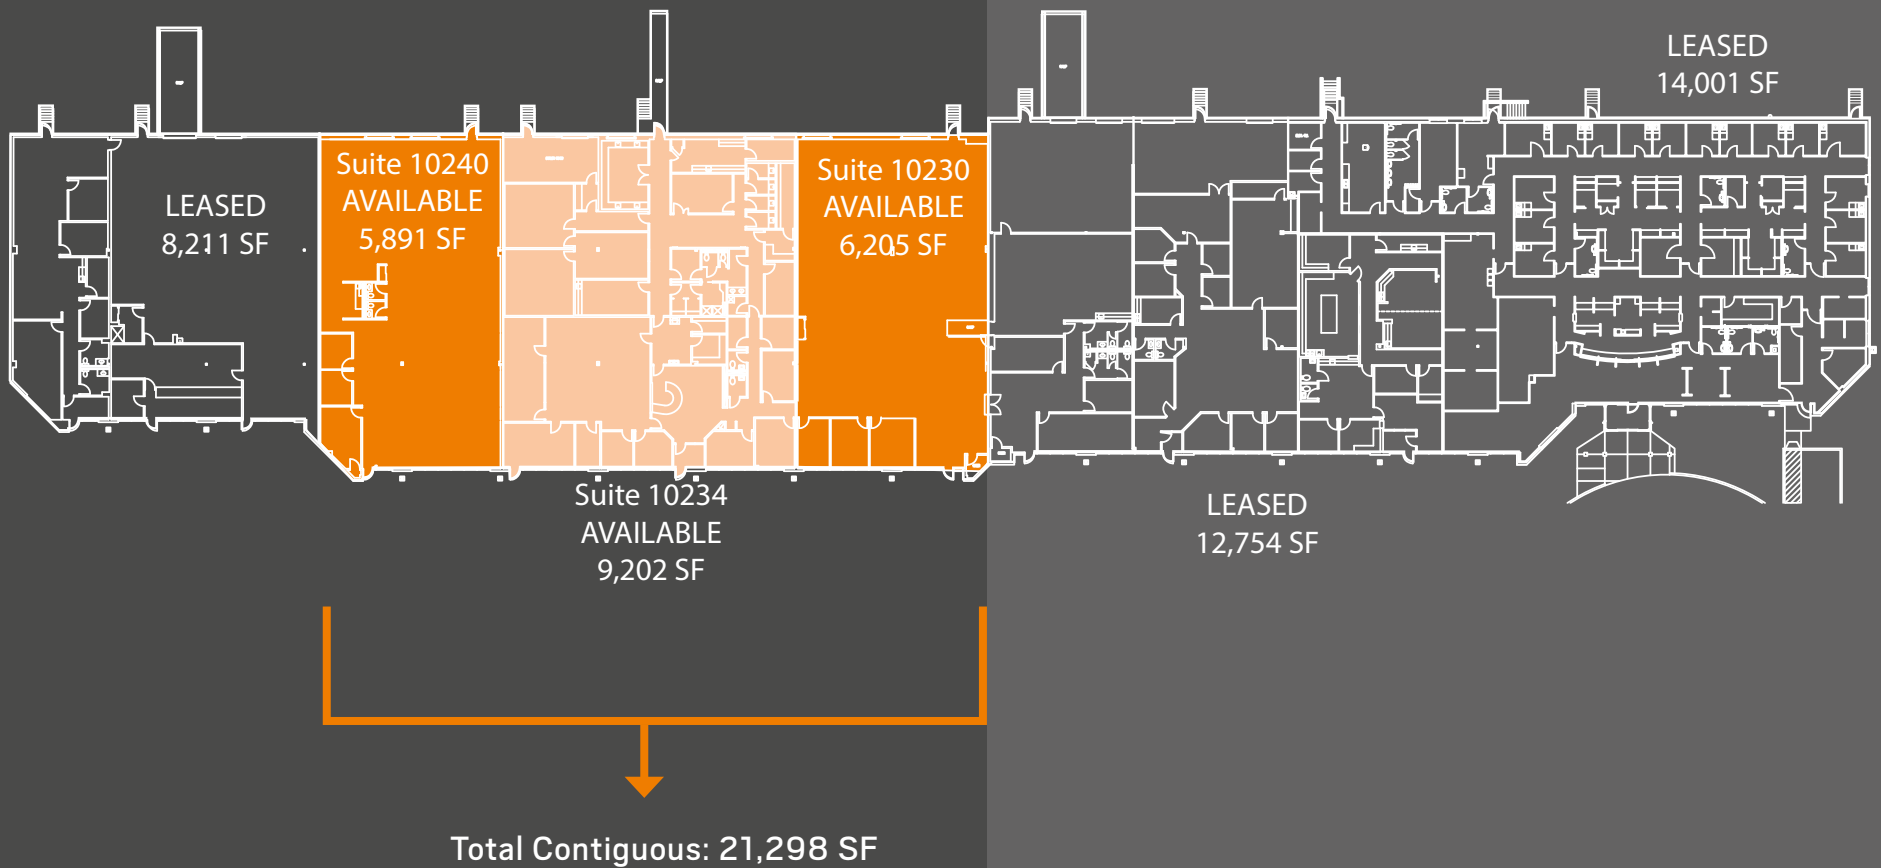 LEASED
14,001 SF
Suite 10240
AVAILABLE
5,891 SF
Suite 10230
AVAILABLE
6,205 SF
LEASED
8,211 SF
Suite 10234
AVAILABLE
9,202 SF
LEASED
12,754 SF
Total Contiguous: 21,298 SF